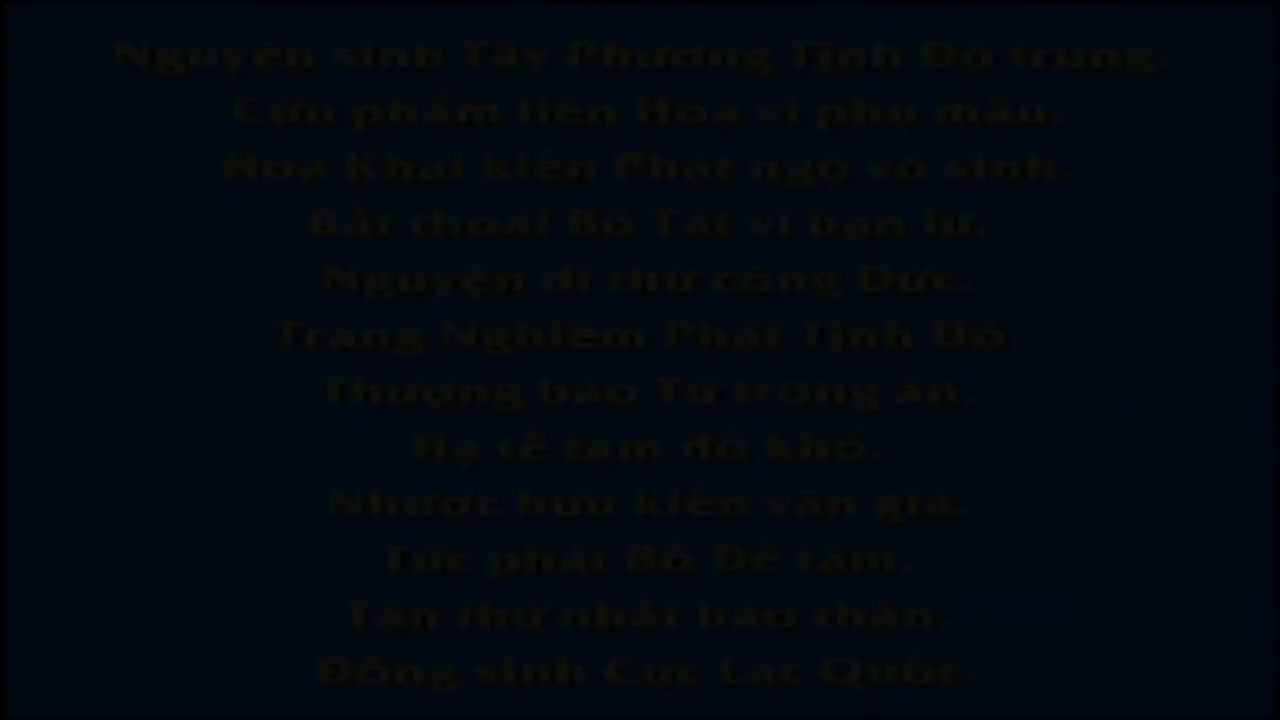 Nguyện sinh Tây Phương Tịnh Độ trung.
Cửu phẩm liên Hoa vi phụ mẫu.
Hoa Khai kiến Phật ngộ vô sinh.
Bất thoái Bồ Tát vi bạn lữ.
Nguyện dĩ thử công Đức.
Trang Nghiêm Phật Tịnh Độ.
Thượng báo Tứ trọng ân.
Hạ tế tam đồ khổ.
Nhược hữu kiến văn giả.
Tức phát Bồ Đề tâm.
Tận thử nhất báo thân.
Đồng sinh Cực Lạc Quốc.